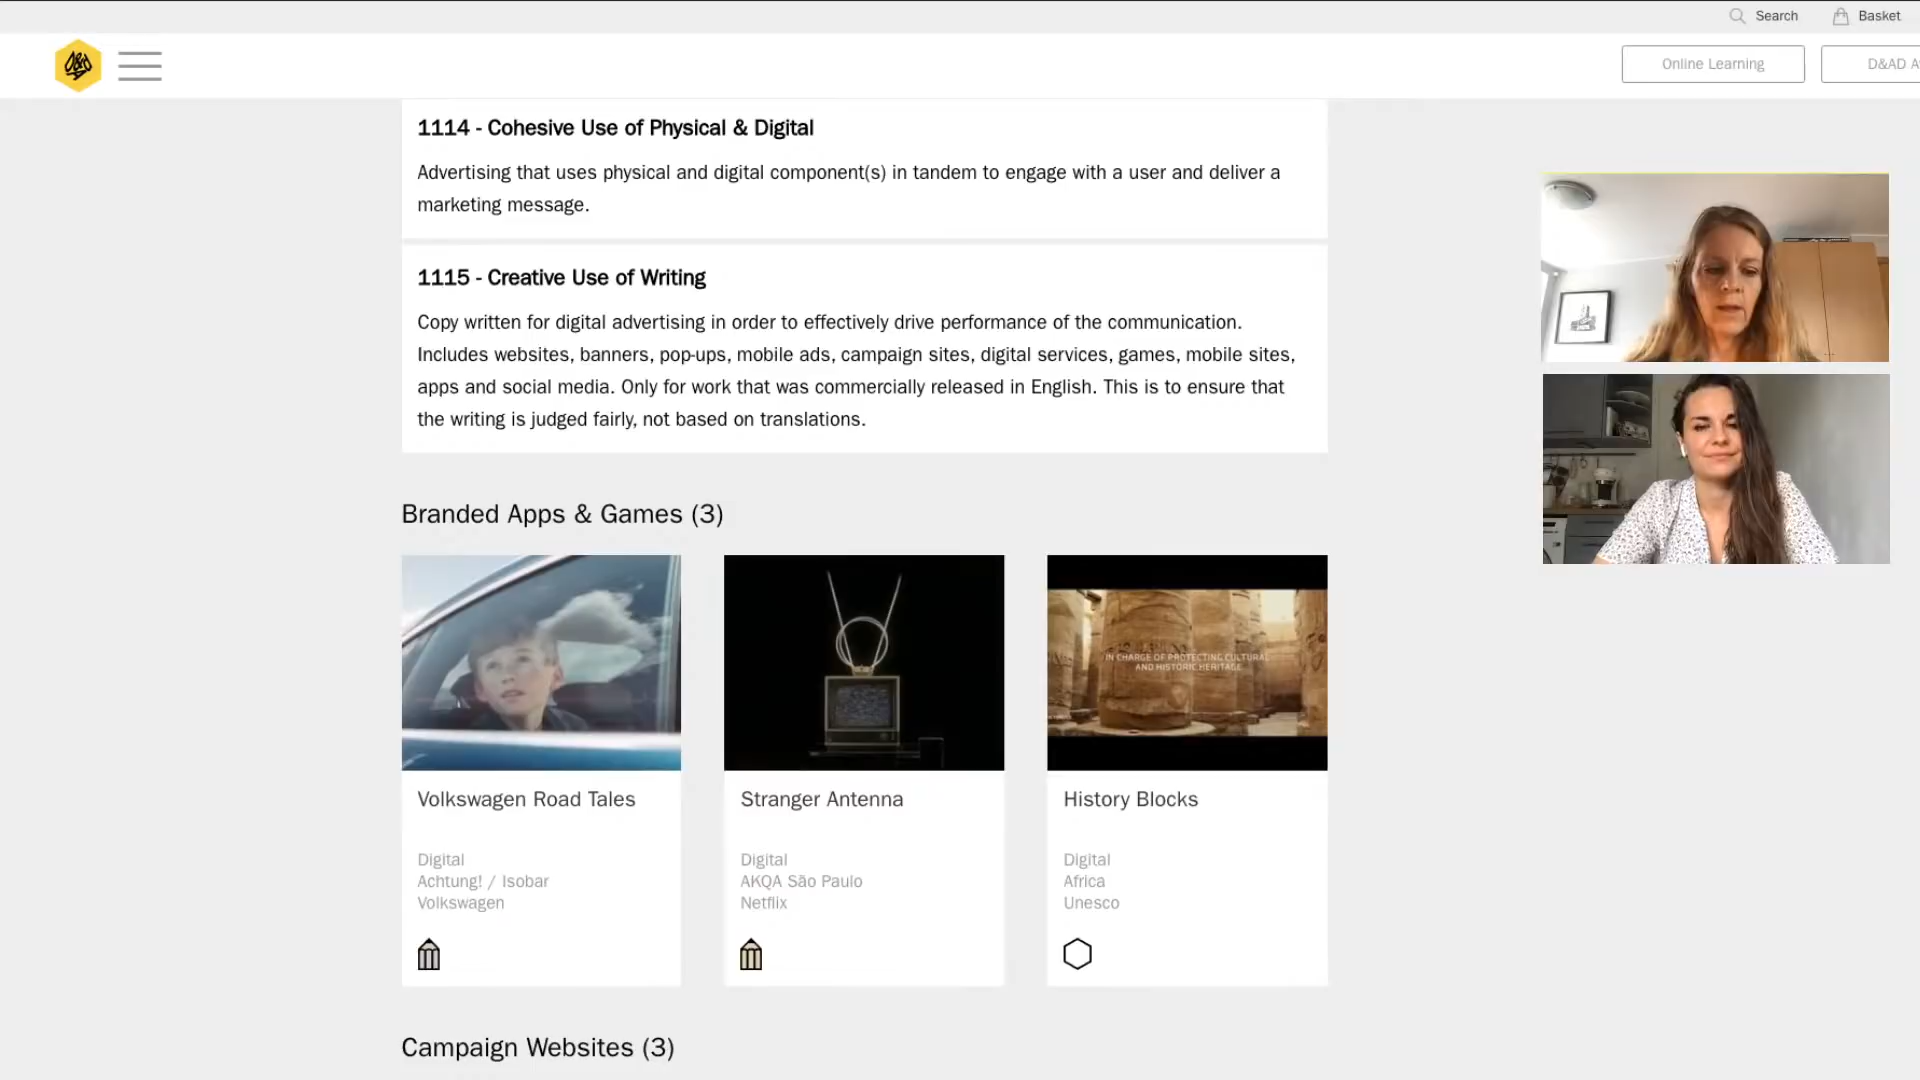 Search
Basket
D&AD
Online Learning
D&AD A
1114 - Cohesive Use of Physical & Digital
Advertising that uses physical and digital component(s) in tandem to engage with a user and deliver a
marketing message.
1115 - Creative Use of Writing
Copy written for digital advertising in order to effectively drive performance of the communication.
Includes websites, banners, pop-ups, mobile ads, campaign sites, digital services, games, mobile sites,
apps and social media. Only for work that was commercially released in English. This is to ensure that
the writing is judged fairly, not based on translations.
Branded Apps & Games (3)
IN CHARGE OF PROTECTING CULTURAL
AND HISTORIC HERITAGE
Volkswagen Road Tales
Digital
Achtung! / Isobar
Volkswagen
Stranger Antenna
Digital
AKQA São Paulo
Netflix
History Blocks
Digital
Africa
Unesco
Campaign Websites (3)